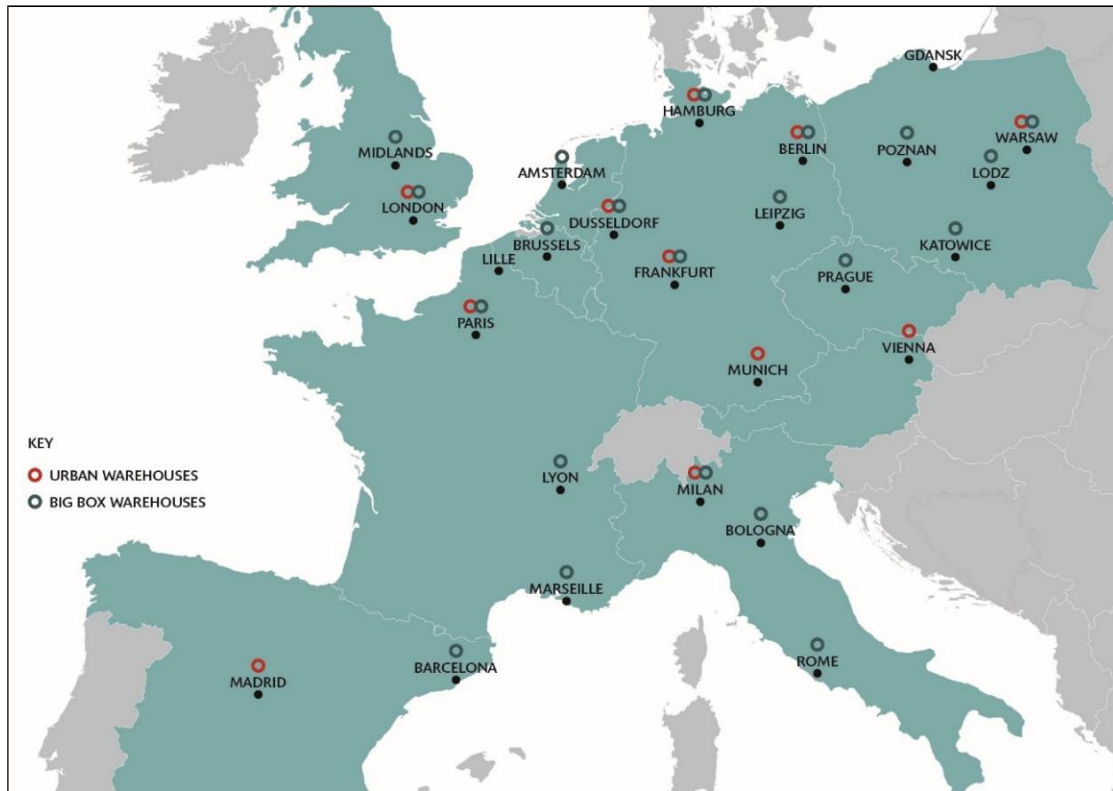 GDANSK
HAMBURG
MIDLANDS
BERLIN
POZNAN
WARSAW
AMSTERDAM
LODZ
LONDON
DUSSELDORF
LEIPZIG
BRUSSELS
KATOWICE
LILLE
FRANKFURT
PRAGUE
PARIS
VIENNA
MUNICH
KEY
URBAN WAREHOUSES
BIG BOX WAREHOUSES
LYON
MILAN
BOLOGNA
MARSEILLE
BARCELONA
ROME
MADRID